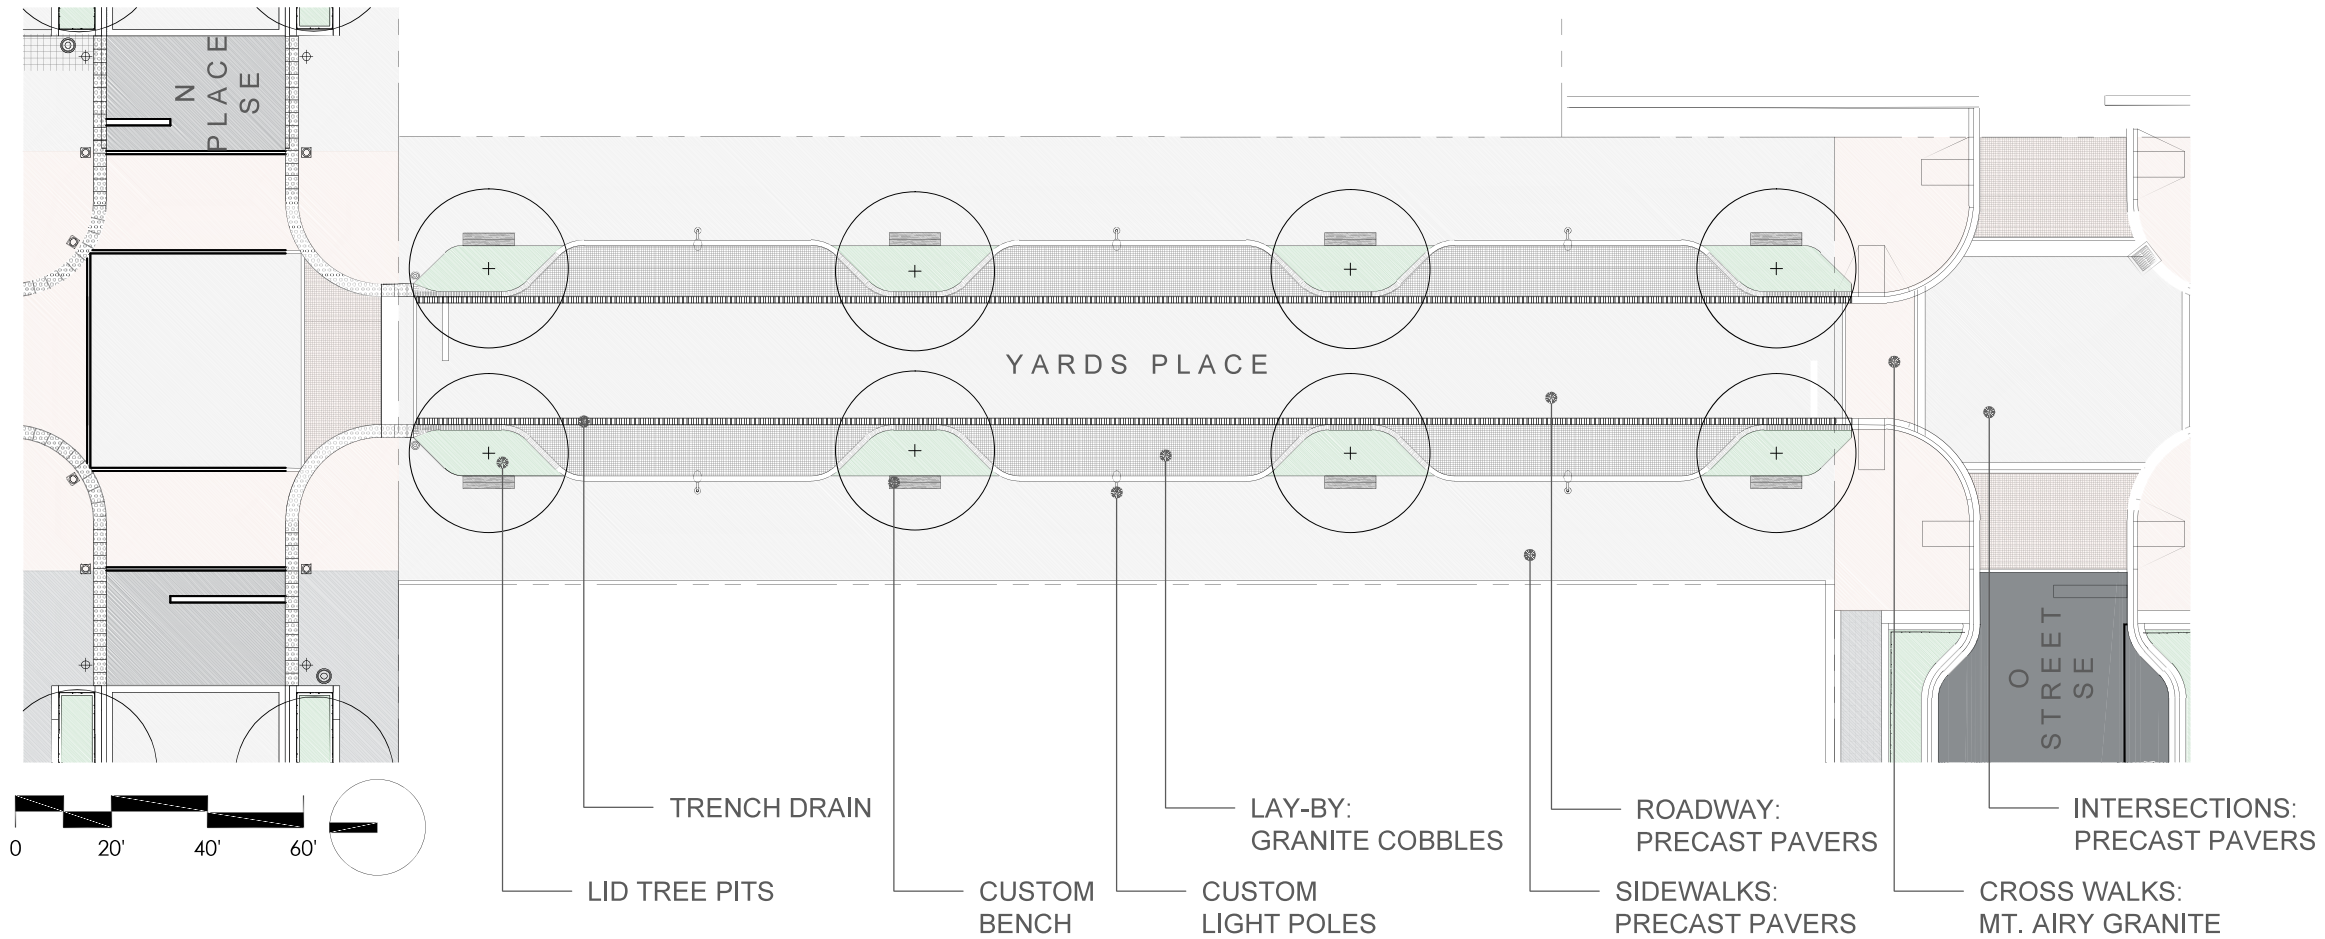 N
PLACE
SE
YARDS PLACE
O
STREET
SE
0 20' 40' 60'
TRENCH DRAIN
LAY-BY:
GRANITE COBBLES
ROADWAY:
PRECAST PAVERS
INTERSECTIONS:
PRECAST PAVERS
LID TREE PITS
CUSTOM
BENCH
CUSTOM
LIGHT POLES
SIDEWALKS:
PRECAST PAVERS
CROSS WALKS:
MT. AIRY GRANITE